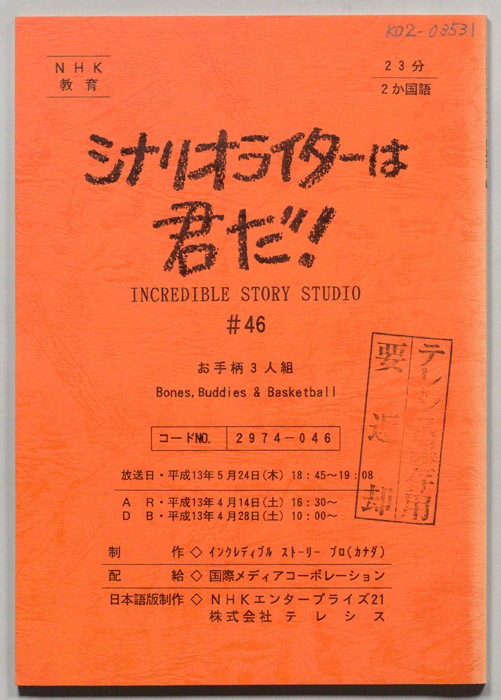 K02-03531
NHK
教育
23分
2か国語
シナリオライターは
君だ!
INCREDIBLE STORY STUDIO
#46
お手柄3人組
Bones,Buddies & Basketball
コードNO. 2974-046
放送日・平成13年5月24日(木) 18:45～19:08
AR・平成13年4月14日(土) 16:30～
DB・平成13年4月28日(土) 10:00～
制作◇インクレディブル ストーリー プロ(カナダ)
配給◇国際メディアコーポレーション
日本語版制作◇NHKエンタープライズ21
株式会社テレシス
要返却